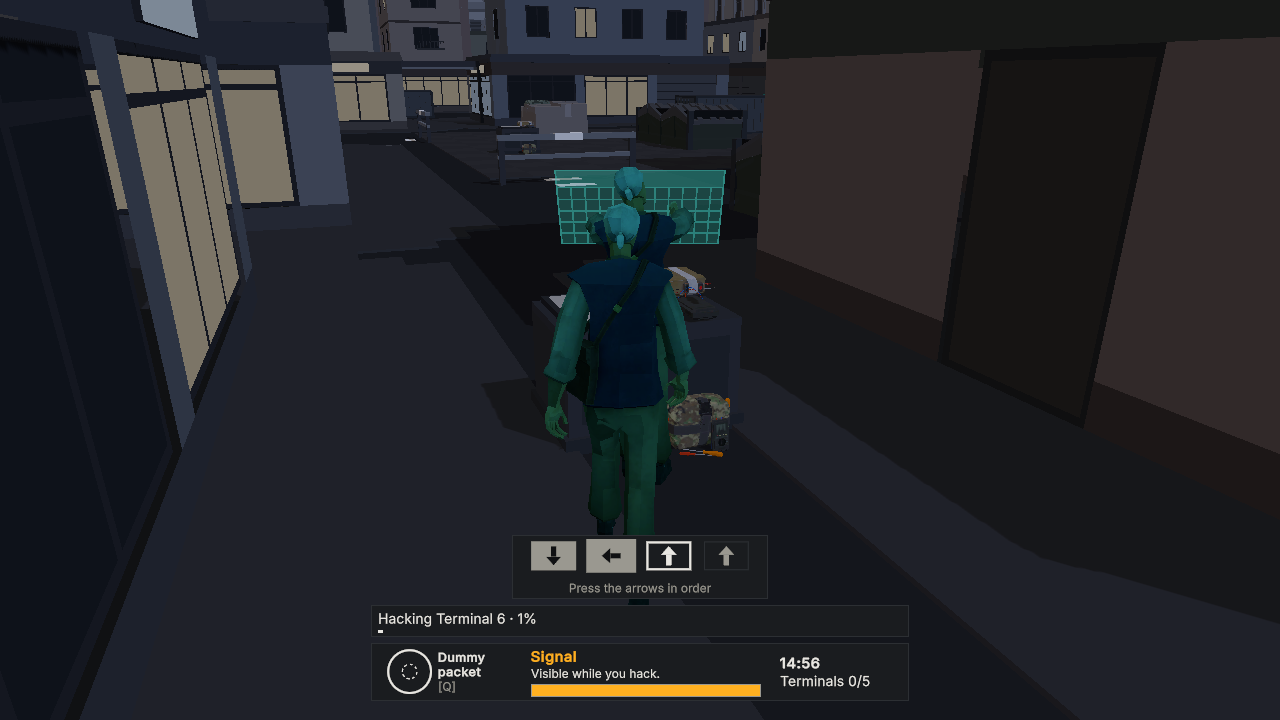 Press the arrows in order
Hacking Terminal 6 · 1%
Dummy
packet
[Q]
Signal
Visible while you hack.
14:56
Terminals 0/5